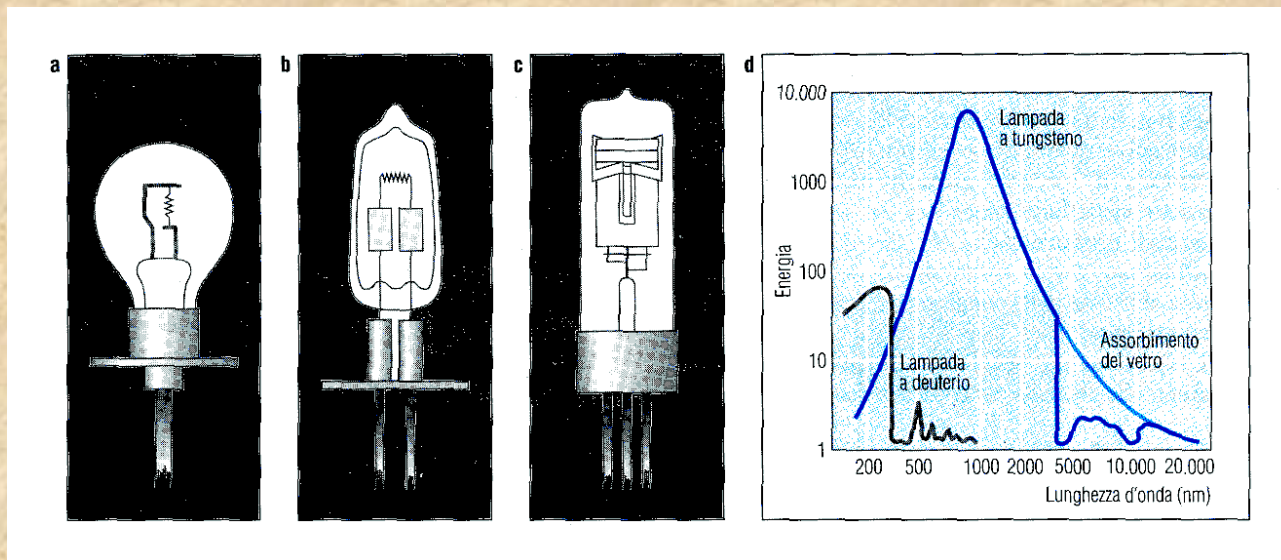 a
b
c
d
10.000
1000
100
10
1
Energia
Lampada
a tungsteno
Lampada
a deuterio
Assorbimento
del vetro
200 500 1000 2000 5000 10.000 20.000
Lunghezza d'onda (nm)